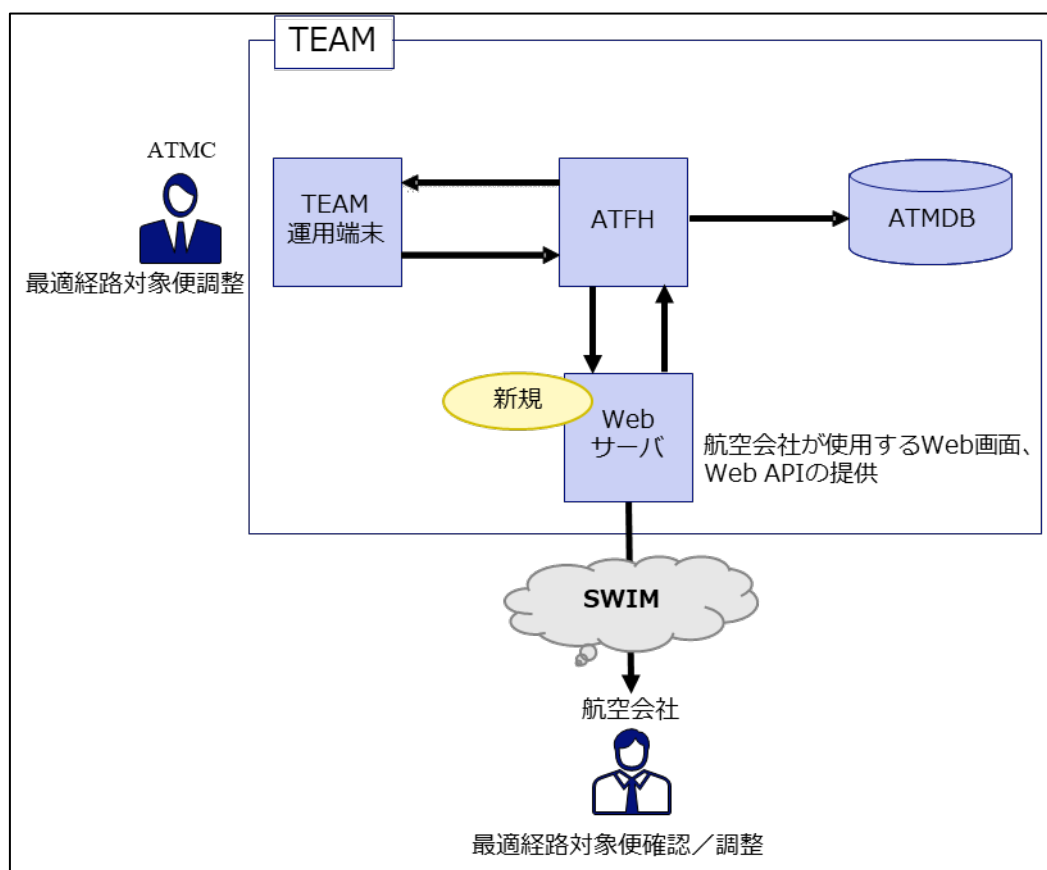 TEAM
ATMC
最適経路対象便調整
TEAM
運用端末
ATFH
ATMDB
新規
Web
サーバ
航空会社が使用するWeb画面、
Web APIの提供
SWIM
航空会社
最適経路対象便確認／調整